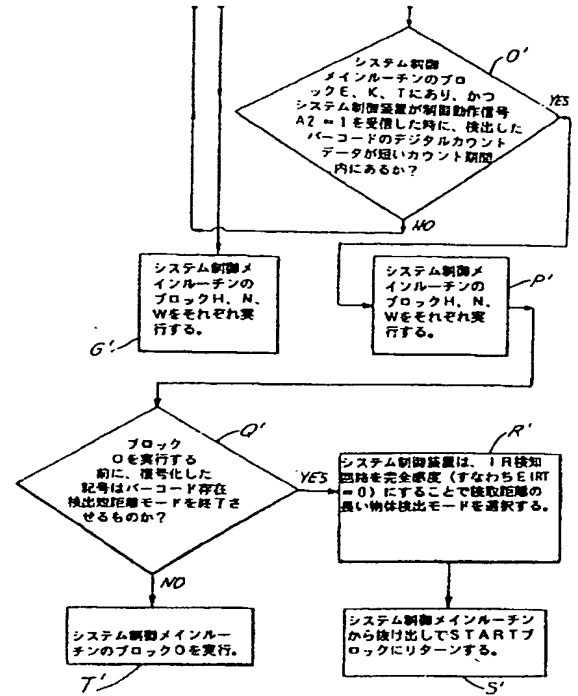 システム制御
メインルーチンのブロ
ックE、K、Tにあり、かつ
システム制御装置が制御動作信号
A2=1を受信した時に、検出した
バーコードのデジタルカウント
データが短いカウント期間
内にあるか?
O'
YES
NO
システム制御メ
インルーチンの
ブロックH、N、
Wをそれぞれ実
行する。
G'
システム制御メ
インルーチンの
ブロックH、N、
Wをそれぞれ実
行する。
P'
ブロック
Oを実行する
前に、復号化した
記号はバーコード存在
検出短距離モードを終了さ
せるものか?
Q'
YES
NO
システム制御装置は、IR検知
回路を完全感度(すなわちEIRT
=0)にすることで読取距離の
長い物体検出モードを選択する。
R'
システム制御メインルー
チンのブロックOを実行。
T'
システム制御メインルーチン
から抜け出してSTARTブ
ロックにリターンする。
S'